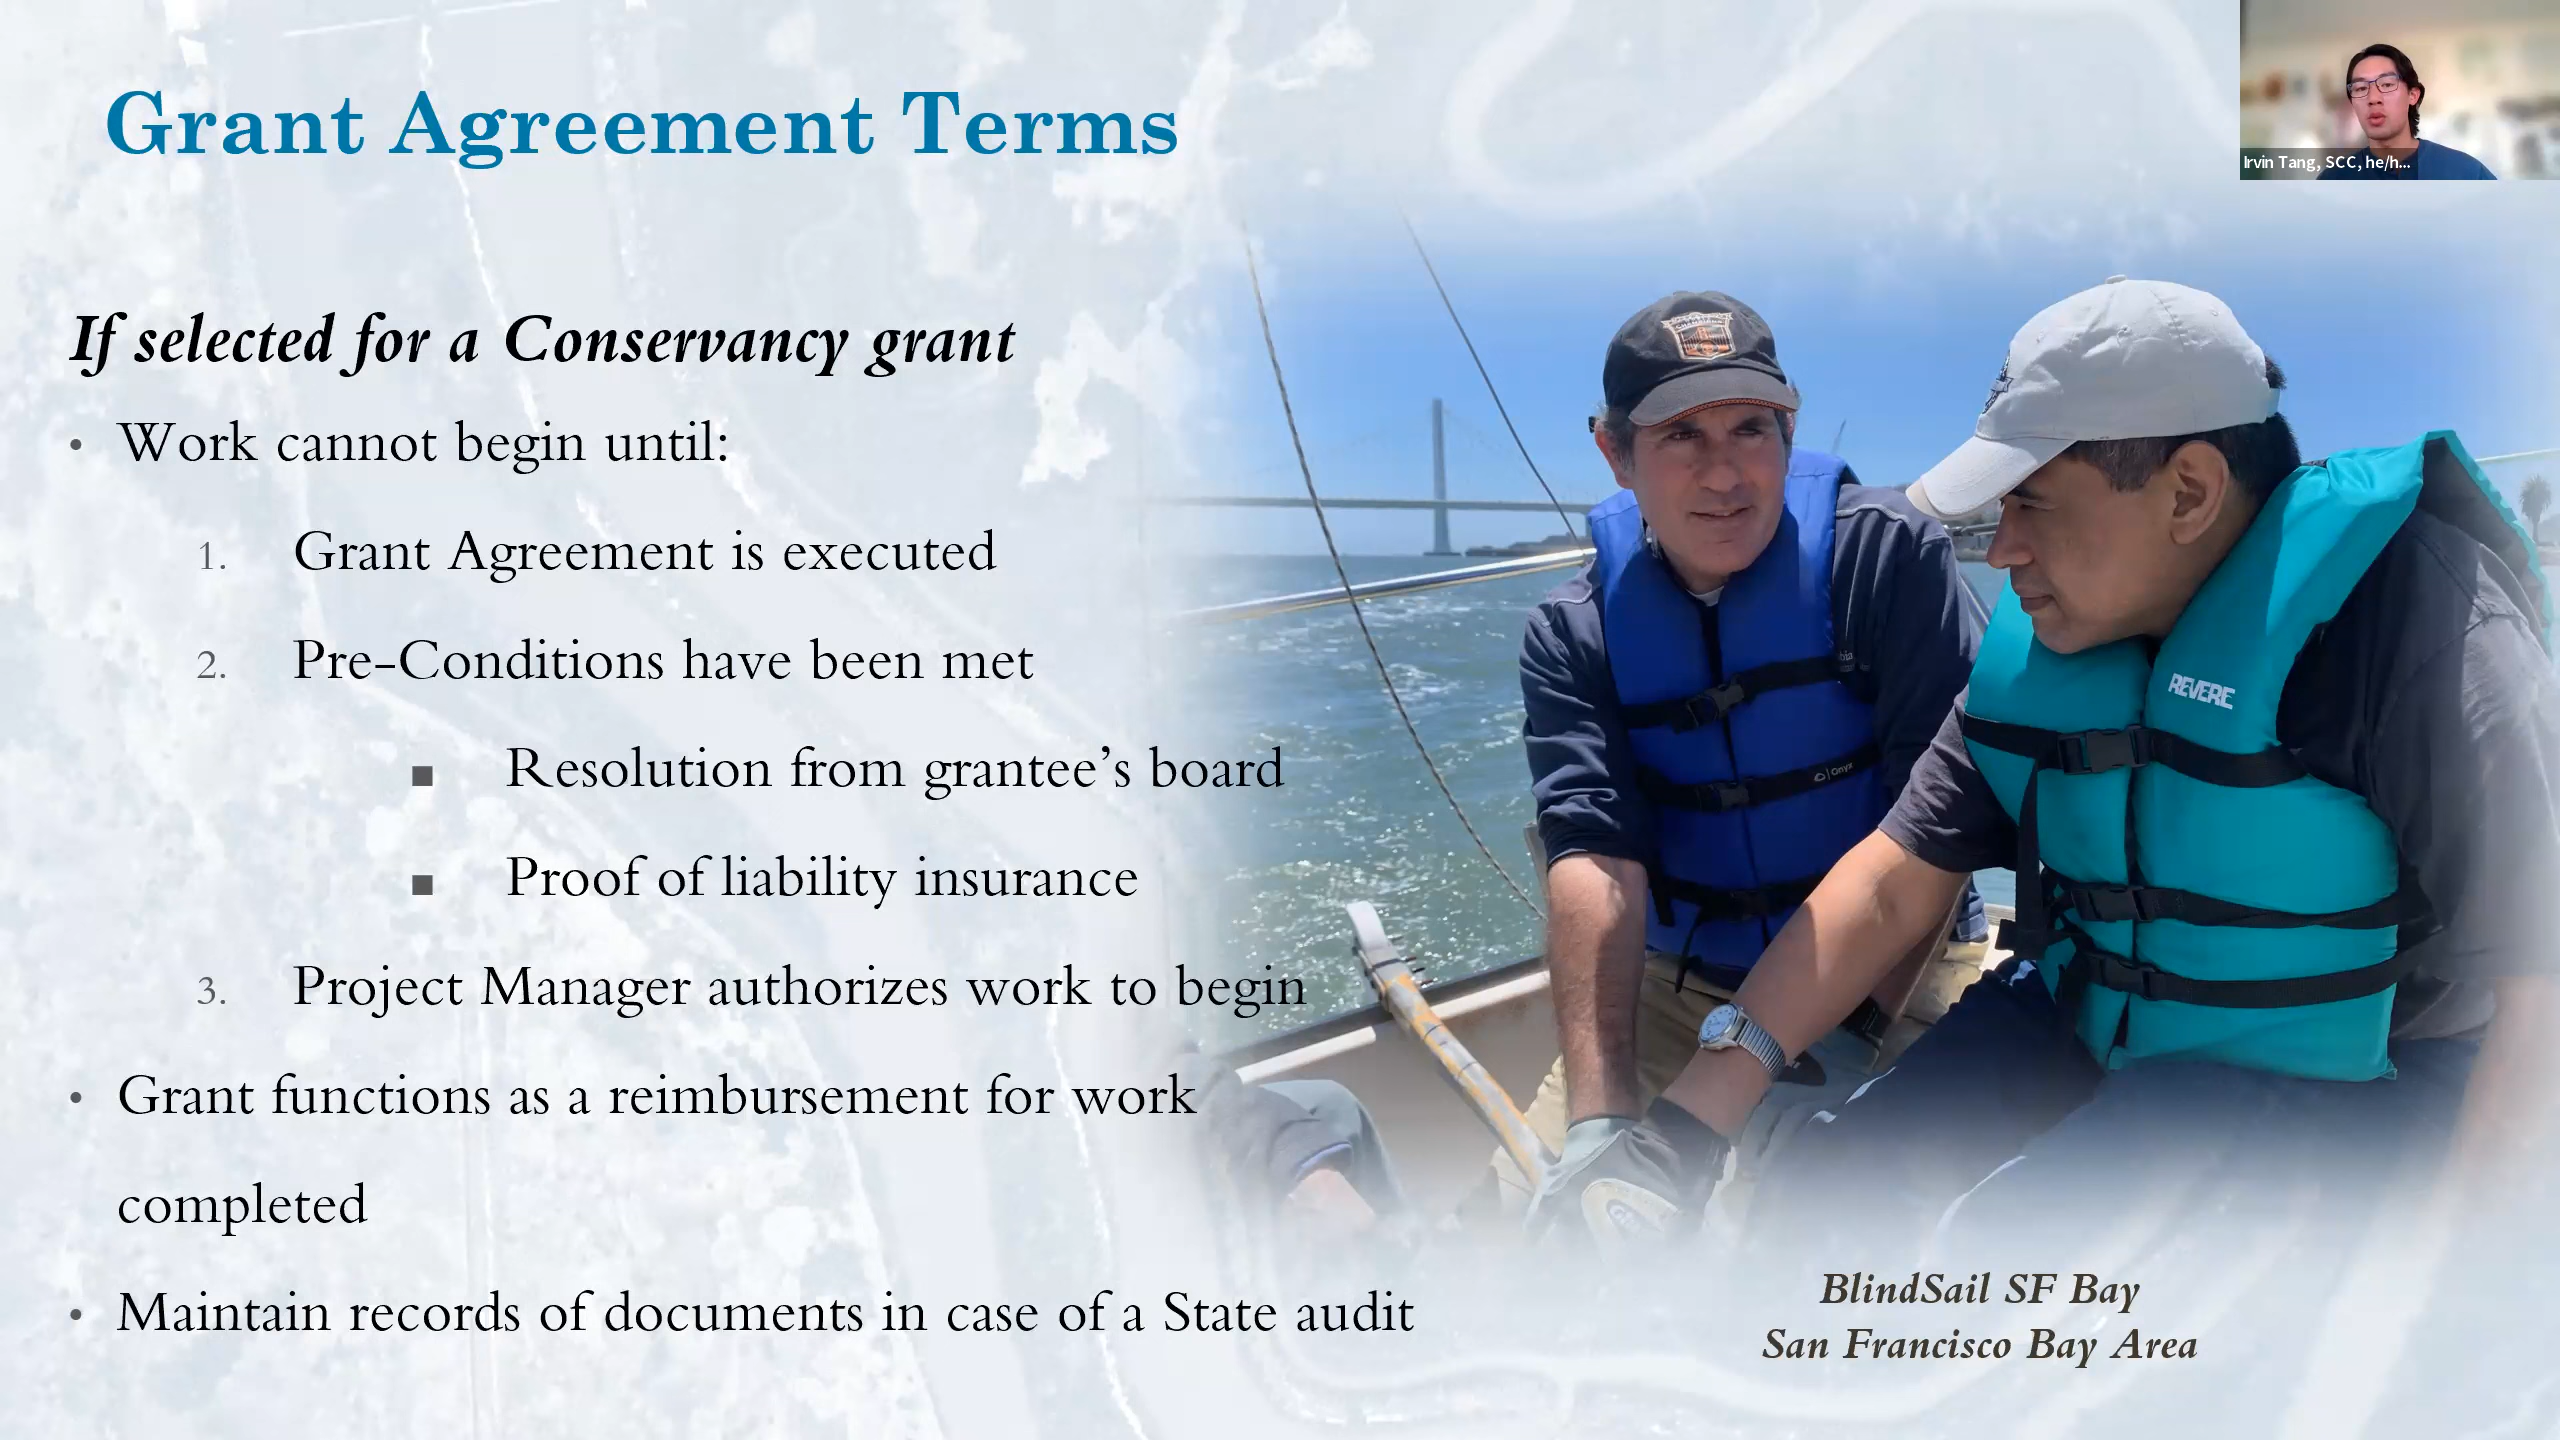 Grant Agreement Terms
Irvin Tang, SCC, he/h...
If selected for a Conservancy grant
• Work cannot begin until:
1. Grant Agreement is executed
2. Pre-Conditions have been met
■ Resolution from grantee’s board
■ Proof of liability insurance
3. Project Manager authorizes work to begin
• Grant functions as a reimbursement for work
completed
• Maintain records of documents in case of a State audit
REVERE
Onyx
BlindSail SF Bay
San Francisco Bay Area